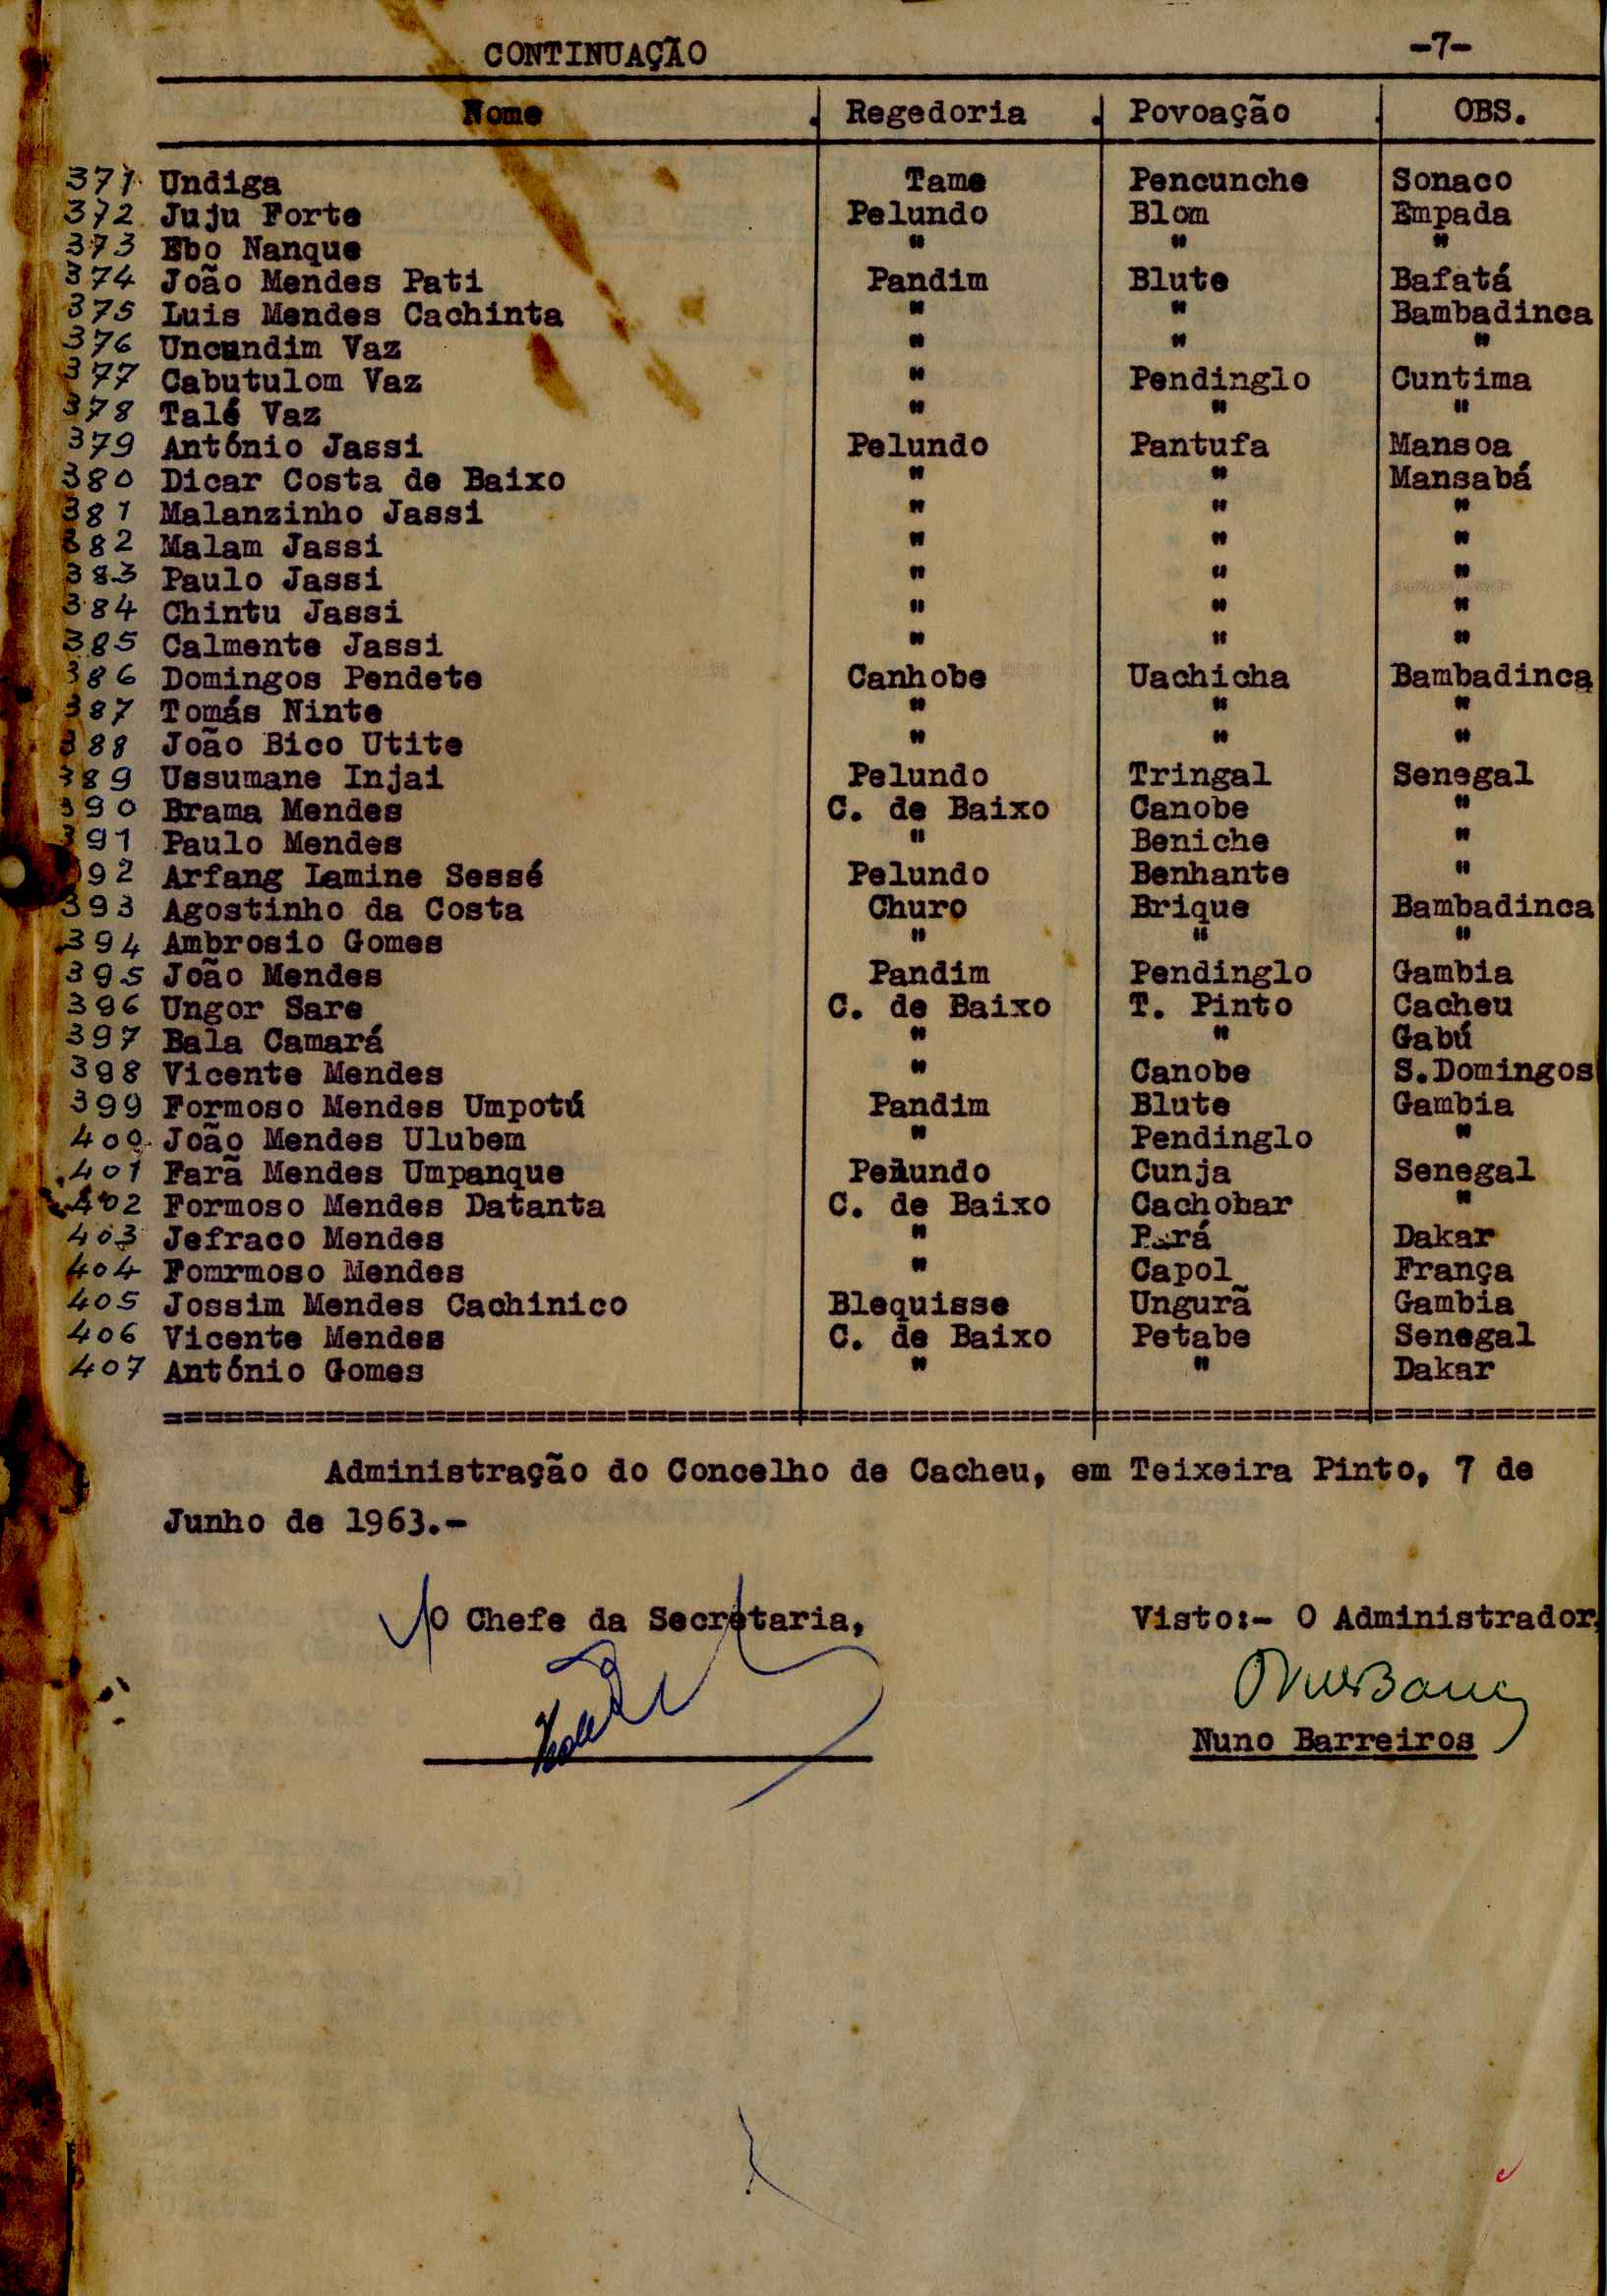 CONTINUAÇÃO -7-
Nome . Regedoria . Povoação . OBS.
371 Undiga Tame Pencunche Sonaco
372 Juju Forte Pelundo Blom Empada
373 Ebo Nanque " " "
374 João Mendes Pati Pandim Blute Bafatá
375 Luis Mendes Cachinta " " Bambadinca
376 Uncundim Vaz " " "
377 Cabutulom Vaz " Pendinglo Cuntima
378 Talé Vaz " " "
379 António Jassi Pelundo Pantufa Mansoa
380 Dicar Costa de Baixo " " Mansabá
381 Malanzinho Jassi " " "
382 Malam Jassi " " "
383 Paulo Jassi " " "
384 Chintu Jassi " " "
385 Calmente Jassi " " "
386 Domingos Pendete Canhobe Uachicha Bambadinca
387 Tomás Ninte " " "
388 João Bico Utite " " "
389 Ussumane Injai Pelundo Tringal Senegal
390 Brama Mendes C. de Baixo Canobe "
391 Paulo Mendes " Beniche "
392 Arfang Lamine Sessé Pelundo Benhante "
393 Agostinho da Costa Churo Brique Bambadinca
394 Ambrosio Gomes " " "
395 João Mendes Pandim Pendinglo Gambia
396 Ungor Sare C. de Baixo T. Pinto Cacheu
397 Bala Camará " " Gabú
398 Vicente Mendes " Canobe S.Domingos
399 Formoso Mendes Umpotú Pandim Blute Gambia
400 João Mendes Ulubem " Pendinglo "
401 Farã Mendes Umpanque Pelundo Cunja Senegal
402 Formoso Mendes Datanta C. de Baixo Cachobar "
403 Jefraco Mendes " Pará Dakar
404 Fomrmoso Mendes " Capol França
405 Jossim Mendes Cachinico Blequisse Ungurã Gambia
406 Vicente Mendes C. de Baixo Petabe Senegal
407 António Gomes " " Dakar
Administração do Concelho de Cacheu, em Teixeira Pinto, 7 de
Junho de 1963.-
O Chefe da Secretaria, Visto:- O Administrador,
Nuno Barreiros